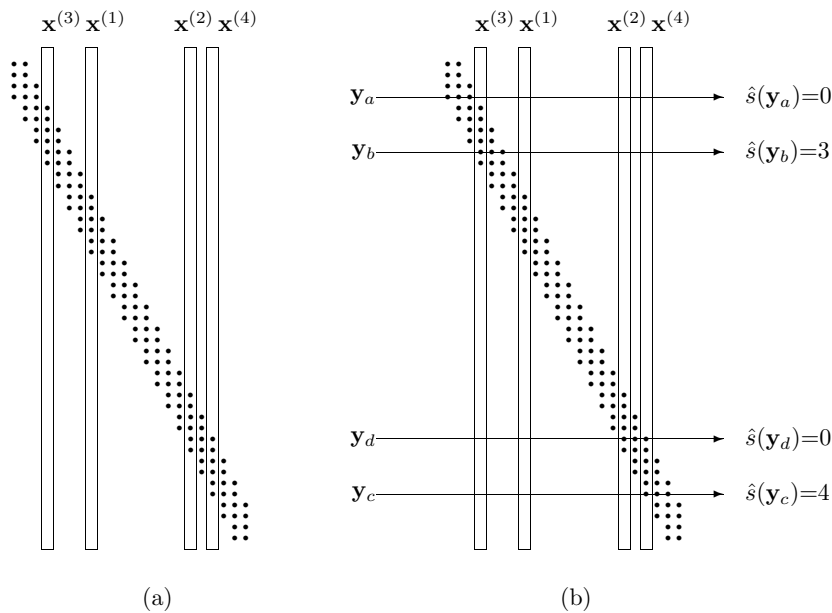 x^(3) x^(1) x^(2) x^(4)
x^(3) x^(1) x^(2) x^(4)
y_a ŝ(y_a)=0
y_b ŝ(y_b)=3
y_d ŝ(y_d)=0
y_c ŝ(y_c)=4
(a) (b)